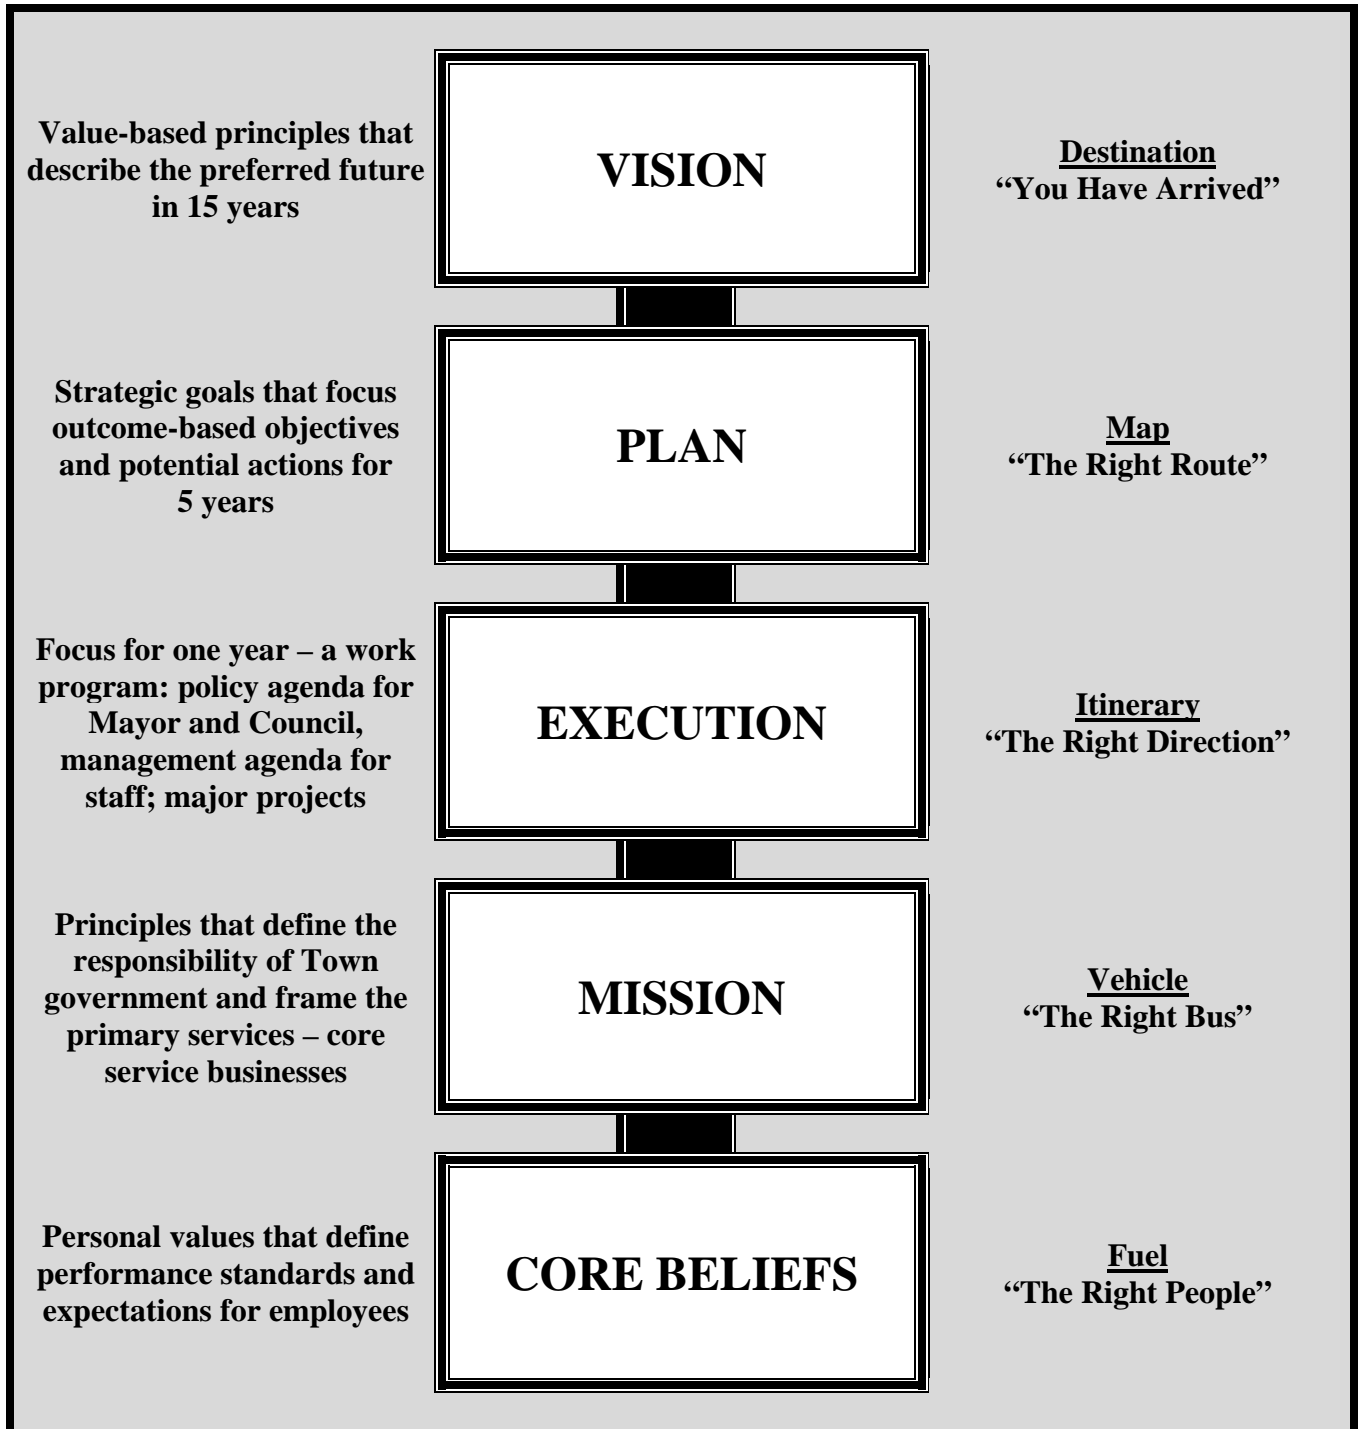 Value-based principles that
describe the preferred future
in 15 years
VISION
Destination
“You Have Arrived”
Strategic goals that focus
outcome-based objectives
and potential actions for
5 years
PLAN
Map
“The Right Route”
Focus for one year – a work
program: policy agenda for
Mayor and Council,
management agenda for
staff; major projects
EXECUTION
Itinerary
“The Right Direction”
Principles that define the
responsibility of Town
government and frame the
primary services – core
service businesses
MISSION
Vehicle
“The Right Bus”
Personal values that define
performance standards and
expectations for employees
CORE BELIEFS
Fuel
“The Right People”